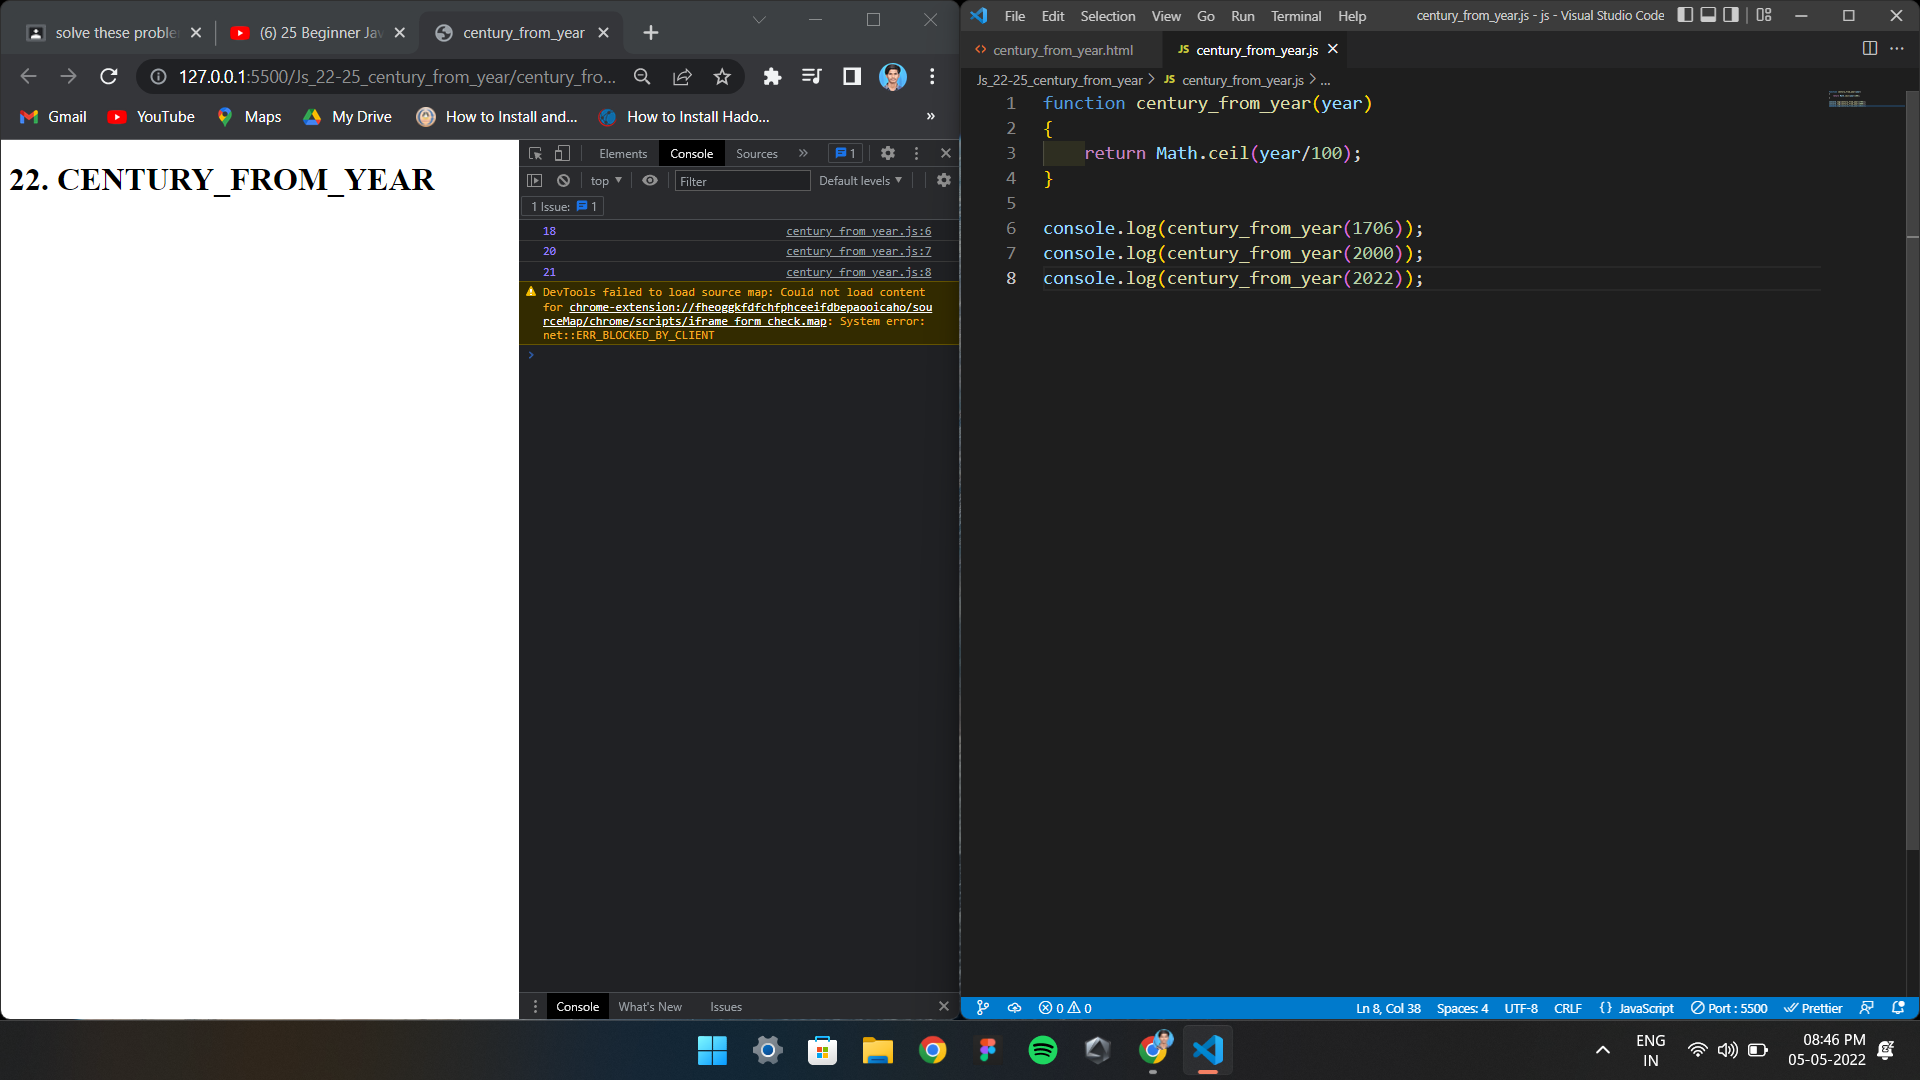 solve these proble
(6) 25 Beginner Jav
century_from_year
127.0.0.1:5500/Js_22-25_century_from_year/century_fro...
Gmail
YouTube
Maps
My Drive
How to Install and...
How to Install Hado...
»
22. CENTURY_FROM_YEAR
Elements
Console
Sources
»
1
top
Filter
Default levels
1 Issue: 1
18 century_from_year.js:6
20 century_from_year.js:7
21 century_from_year.js:8
DevTools failed to load source map: Could not load content
for chrome-extension://fheoggkfdfchfphceeifdbepaooicaho/sou
rceMap/chrome/scripts/iframe_form_check.map: System error:
net::ERR_BLOCKED_BY_CLIENT
Console
What's New
Issues
File Edit Selection View Go Run Terminal Help
century_from_year.js - js - Visual Studio Code
century_from_year.html
JS century_from_year.js
Js_22-25_century_from_year > JS century_from_year.js > ...
1 function century_from_year(year)
2 {
3 return Math.ceil(year/100);
4 }
5
6 console.log(century_from_year(1706));
7 console.log(century_from_year(2000));
8 console.log(century_from_year(2022));
0 0
Ln 8, Col 38
Spaces: 4
UTF-8
CRLF
{} JavaScript
Port : 5500
Prettier
ENG
IN
08:46 PM
05-05-2022